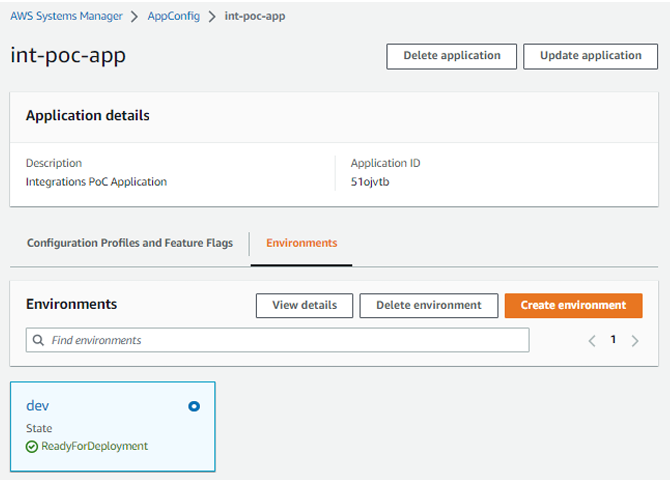 AWS Systems Manager > AppConfig > int-poc-app
int-poc-app
Delete application Update application
Application details
Description Application ID
Integrations PoC Application 51ojvtb
Configuration Profiles and Feature Flags Environments
Environments View details Delete environment Create environment
Find environments < 1 >
dev
State
ReadyForDeployment